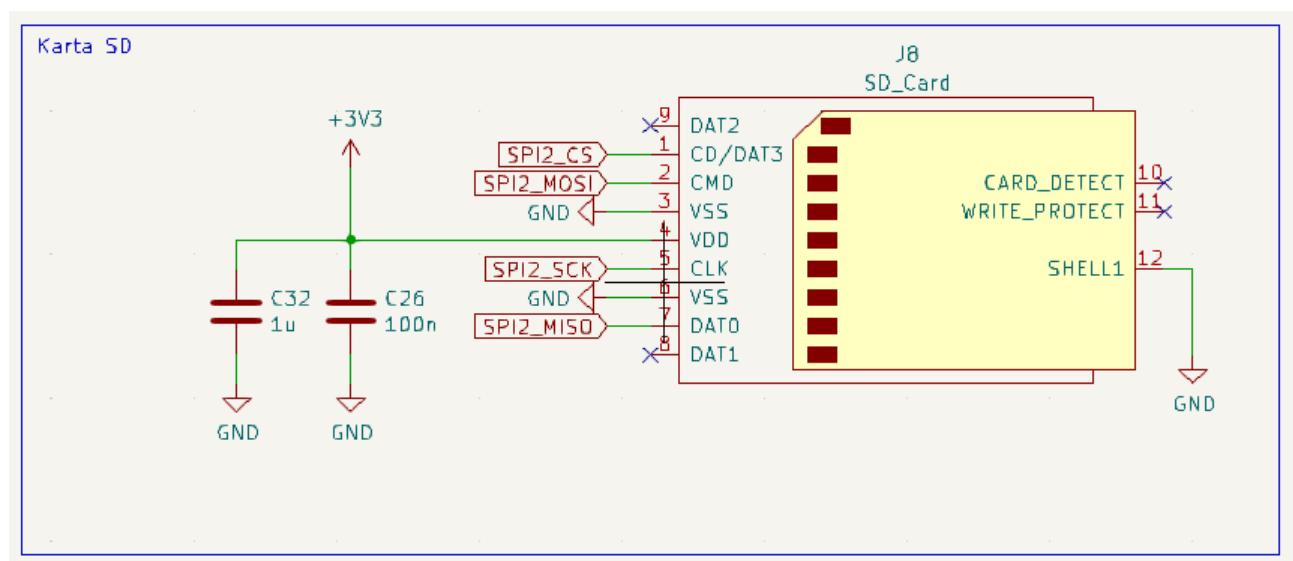 Karta SD
J8
SD_Card
+3V3
9 DAT2
SPI2_CS 1 CD/DAT3
SPI2_MOSI 2 CMD
CARD_DETECT 10
GND 3 VSS
WRITE_PROTECT 11
4 VDD
SPI2_SCK 5 CLK
SHELL1 12
C32
1u
C26
100n
GND 6 VSS
SPI2_MISO 7 DAT0
8 DAT1
GND
GND
GND